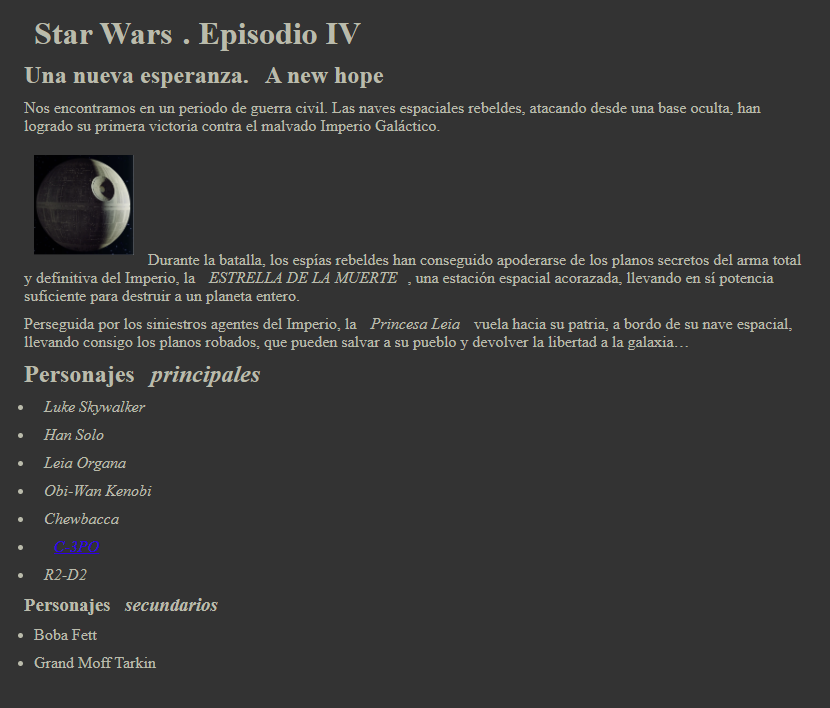 Star Wars . Episodio IV
Una nueva esperanza. A new hope
Nos encontramos en un periodo de guerra civil. Las naves espaciales rebeldes, atacando desde una base oculta, han
logrado su primera victoria contra el malvado Imperio Galáctico.
Durante la batalla, los espías rebeldes han conseguido apoderarse de los planos secretos del arma total
y definitiva del Imperio, la ESTRELLA DE LA MUERTE , una estación espacial acorazada, llevando en sí potencia
suficiente para destruir a un planeta entero.
Perseguida por los siniestros agentes del Imperio, la Princesa Leia vuela hacia su patria, a bordo de su nave espacial,
llevando consigo los planos robados, que pueden salvar a su pueblo y devolver la libertad a la galaxia…
Personajes principales
Luke Skywalker
Han Solo
Leia Organa
Obi-Wan Kenobi
Chewbacca
C-3PO
R2-D2
Personajes secundarios
Boba Fett
Grand Moff Tarkin